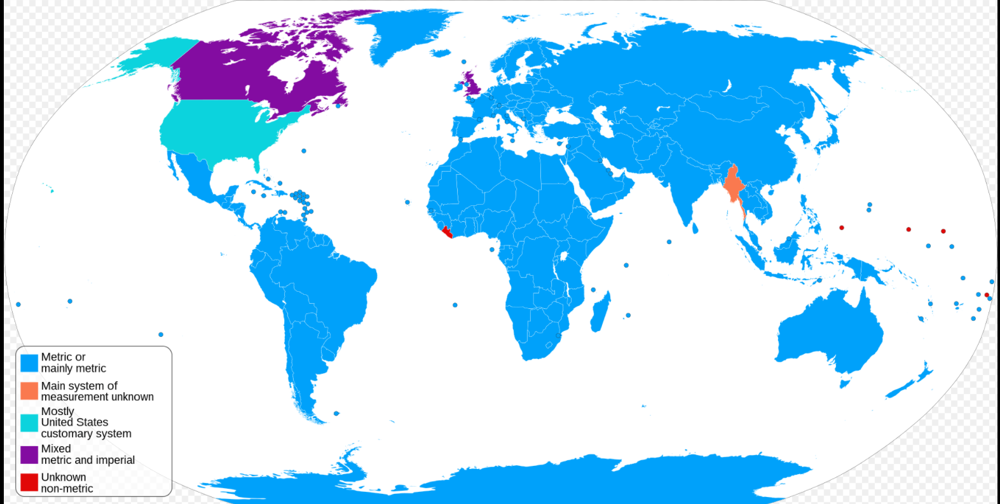 Metric or
mainly metric
Main system of
measurement unknown
Mostly
United States
customary system
Mixed
metric and imperial
Unknown
non-metric